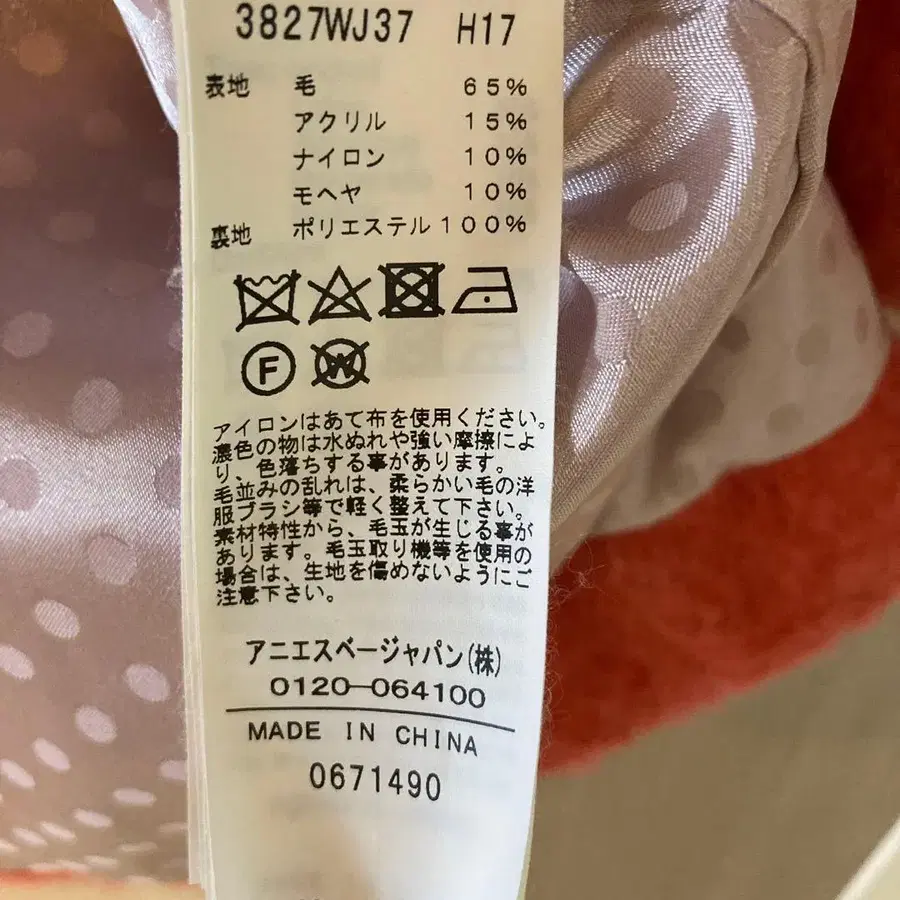 3827WJ37 H17
表地 毛 65%
アクリル 15%
ナイロン 10%
モヘヤ 10%
裏地 ポリエステル 100%
F W
アイロンはあて布を使用ください。
濃色の物は水ぬれや強い摩擦によ
り、色落ちする事があります。
毛並みの乱れは、柔らかい毛の洋
服ブラシ等で軽く整えて下さい。
素材特性から、毛玉が生じる事が
あります。毛玉取り機等を使用の
場合は、生地を傷めないようにご
注意下さい。
アニエスベージャパン(株)
0120-064100
MADE IN CHINA
0671490